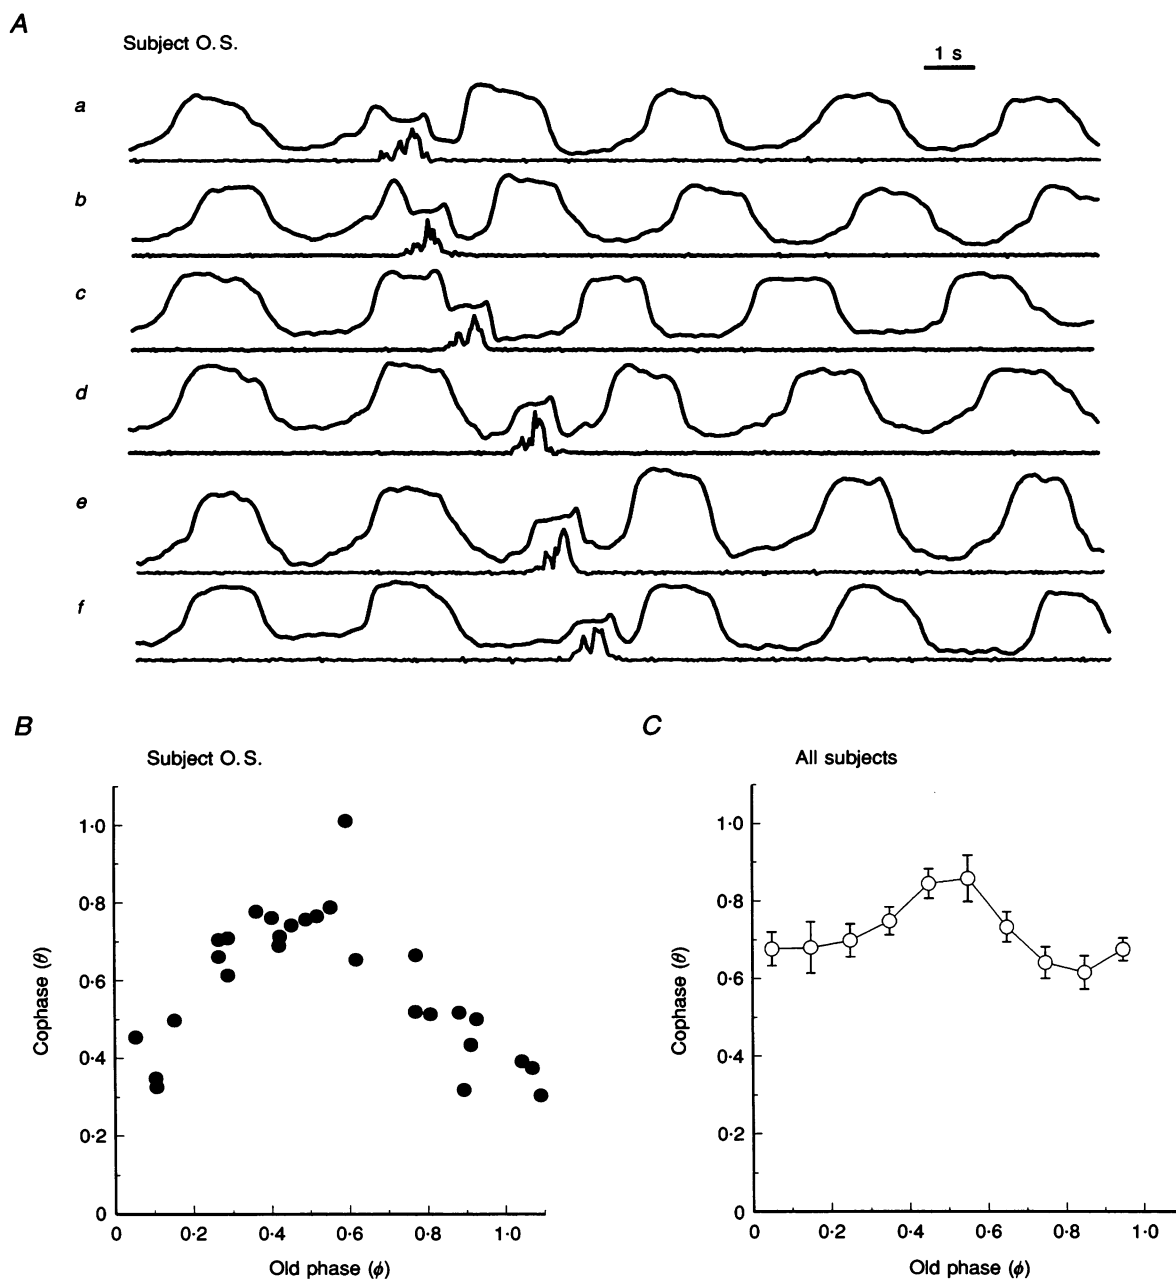 A
Subject O. S.
1 s
a
b
c
d
e
f
B
Subject O. S.
1·0
0·8
0·6
0·4
0·2
0
Cophase (θ)
0
0·2
0·4
0·6
0·8
1·0
Old phase (ϕ)
C
All subjects
1·0
0·8
0·6
0·4
0·2
0
Cophase (θ)
0
0·2
0·4
0·6
0·8
1·0
Old phase (ϕ)